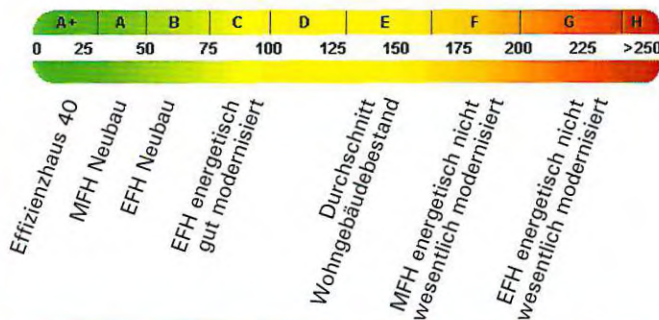 A+ A B C D E F G H
0 25 50 75 100 125 150 175 200 225 >250
Effizienzhaus 40
MFH Neubau
EFH Neubau
EFH energetisch
gut modernisiert
Durchschnitt
Wohngebäudebestand
MFH energetisch nicht
wesentlich modernisiert
EFH energetisch nicht
wesentlich modernisiert